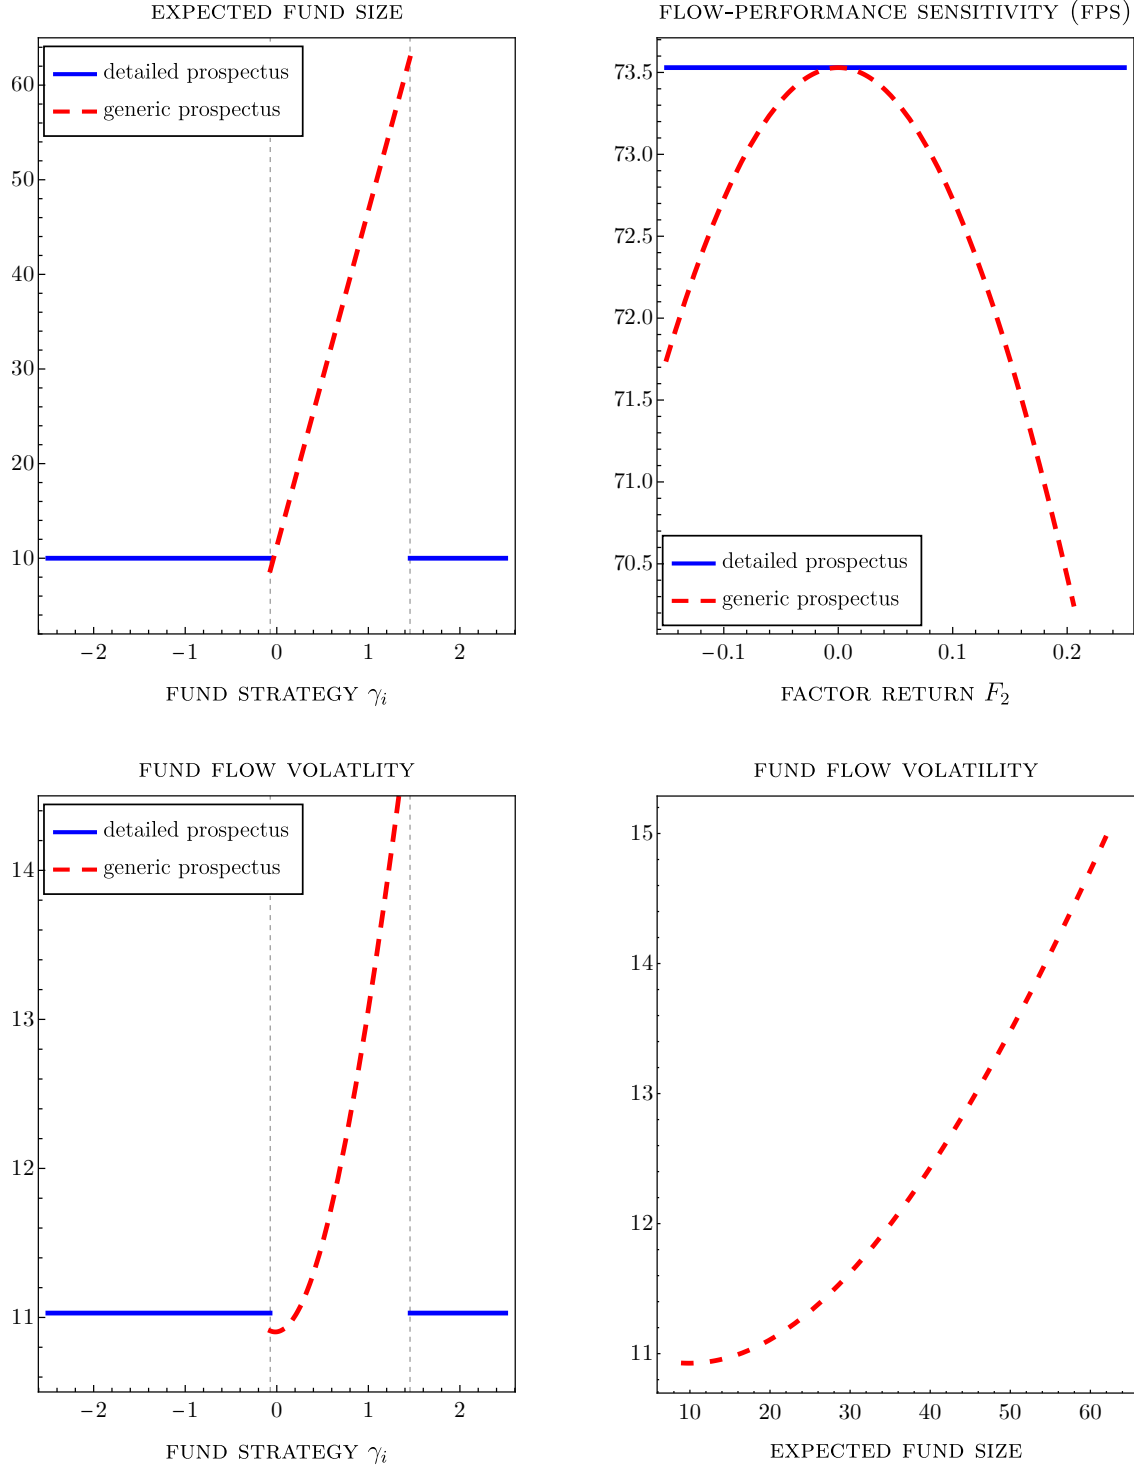 EXPECTED FUND SIZE
detailed prospectus
generic prospectus
60
50
40
30
20
10
−2 −1 0 1 2
FUND STRATEGY γi
FLOW-PERFORMANCE SENSITIVITY (FPS)
73.5
73.0
72.5
72.0
71.5
71.0
70.5
detailed prospectus
generic prospectus
−0.1 0.0 0.1 0.2
FACTOR RETURN F2
FUND FLOW VOLATLITY
detailed prospectus
generic prospectus
14
13
12
11
−2 −1 0 1 2
FUND STRATEGY γi
FUND FLOW VOLATILITY
15
14
13
12
11
10 20 30 40 50 60
EXPECTED FUND SIZE